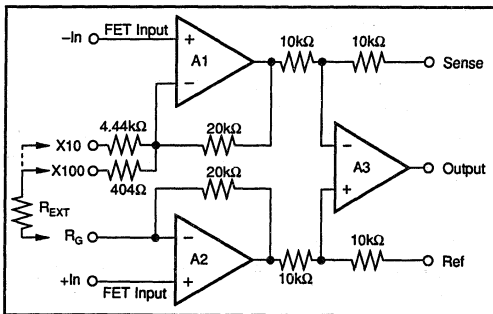 FET Input
10kΩ
10kΩ
–In
+
A1
–
Sense
4.44kΩ
20kΩ
X10
X100
404Ω
–
A3
+
Output
20kΩ
R_EXT
10kΩ
R_G
–
A2
+
Ref
10kΩ
+In
FET Input